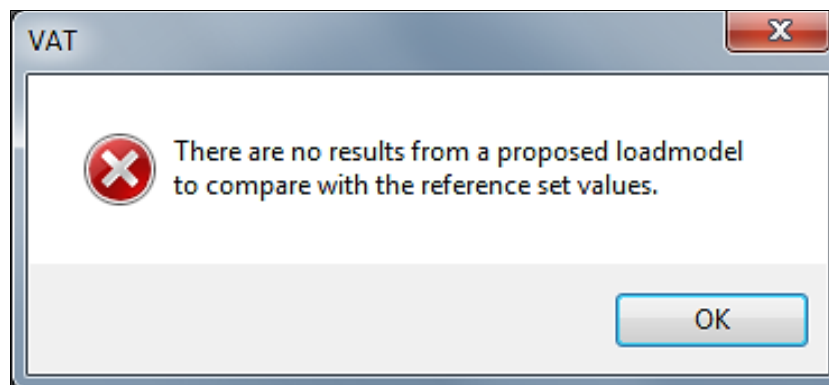 VAT
There are no results from a proposed loadmodel
to compare with the reference set values.
OK